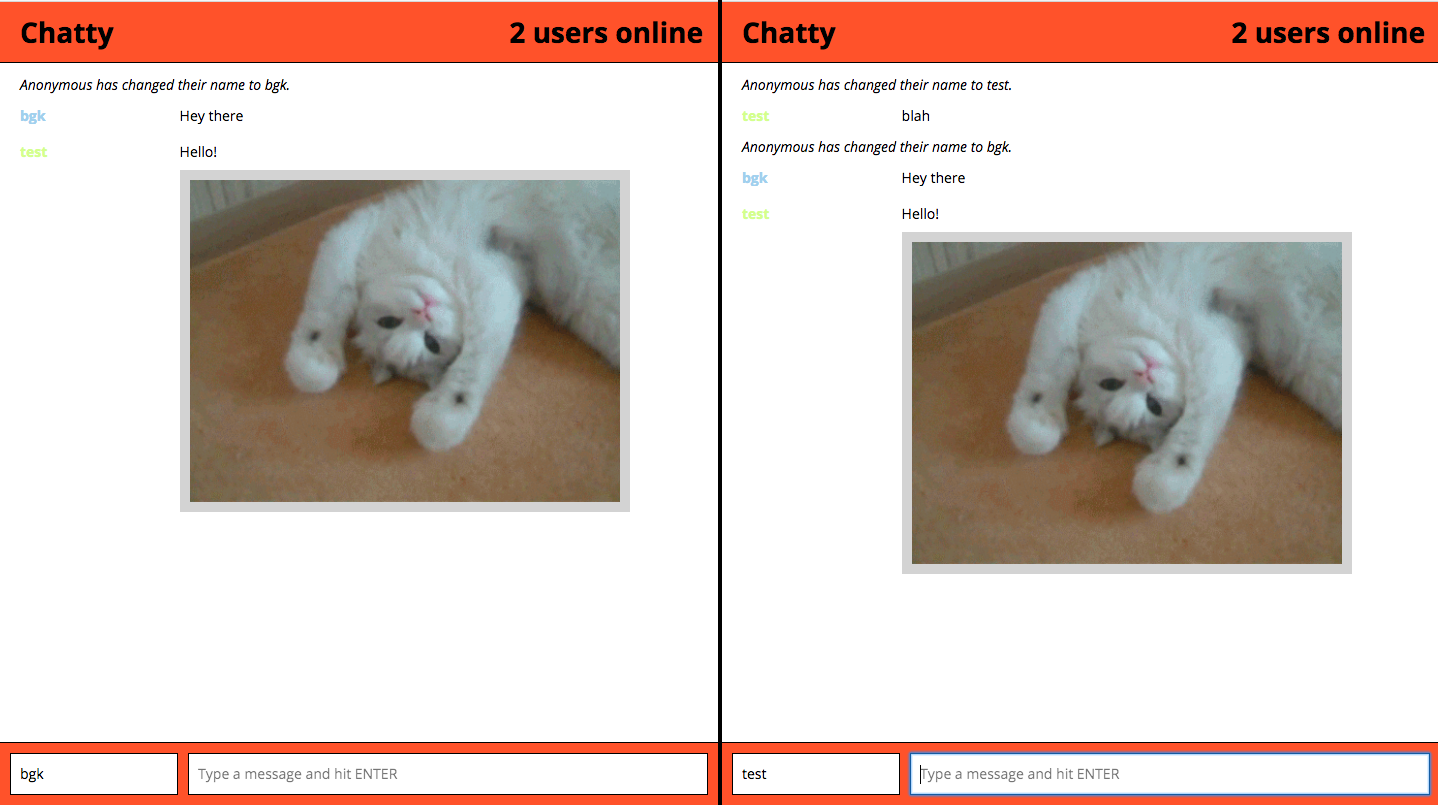 Chatty
2 users online
Anonymous has changed their name to bgk.
bgk Hey there
test Hello!
bgk
Type a message and hit ENTER
Chatty
2 users online
Anonymous has changed their name to test.
test blah
Anonymous has changed their name to bgk.
bgk Hey there
test Hello!
test
Type a message and hit ENTER